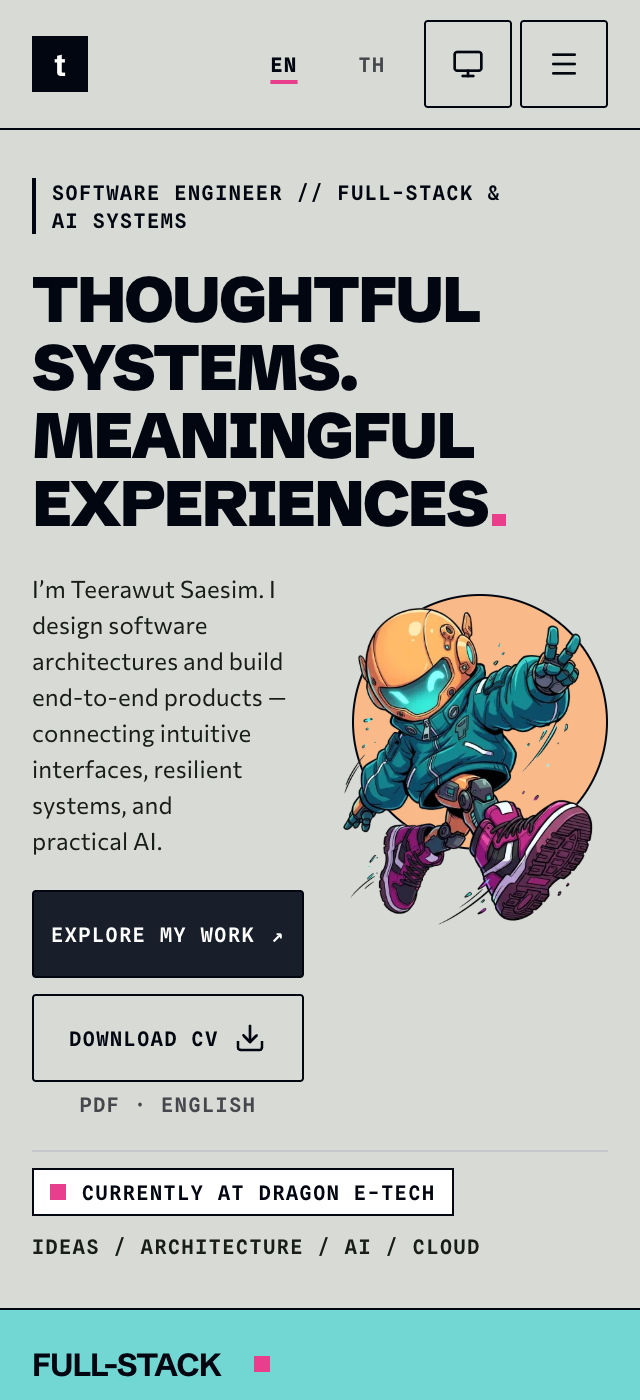 t
EN TH
SOFTWARE ENGINEER // FULL-STACK &
AI SYSTEMS
THOUGHTFUL
SYSTEMS.
MEANINGFUL
EXPERIENCES.
I’m Teerawut Saesim. I
design software
architectures and build
end-to-end products —
connecting intuitive
interfaces, resilient
systems, and
practical AI.
EXPLORE MY WORK ↗
DOWNLOAD CV
PDF · ENGLISH
CURRENTLY AT DRAGON E-TECH
IDEAS / ARCHITECTURE / AI / CLOUD
FULL-STACK